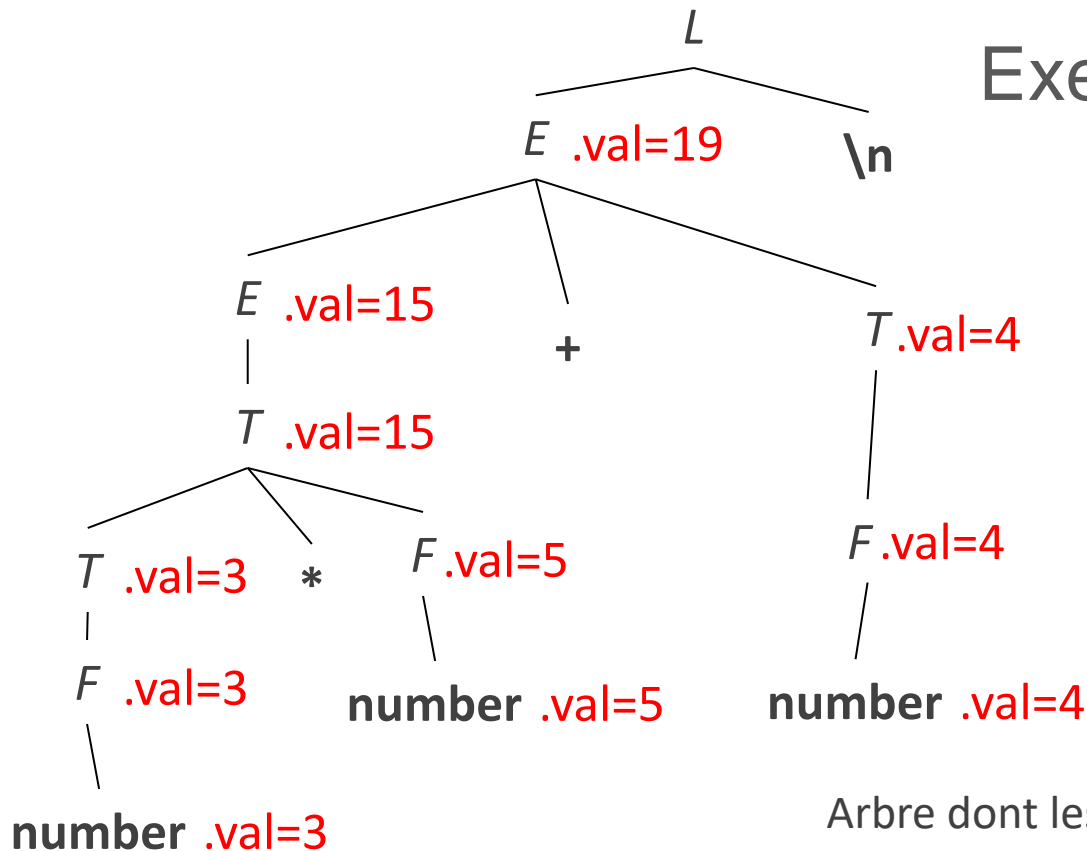 L
Exe
E .val=19
\n
E .val=15
+
T .val=4
T .val=15
T .val=3
*
F .val=5
F .val=4
F .val=3
number .val=5
number .val=4
Arbre dont les
number .val=3